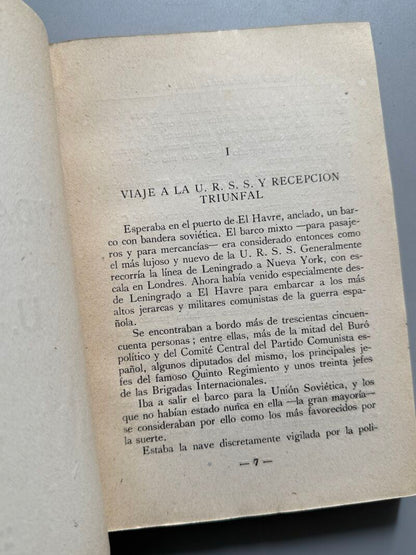 I
VIAJE A LA U. R. S. S. Y RECEPCION
TRIUNFAL
Esperaba en el puerto de El Havre, anclado, un bar-
co con bandera soviética. El barco mixto —para pasaje-
ros y para mercancías— era considerado entonces como
el más lujoso y nuevo de la U. R. S. S. Generalmente
recorría la línea de Leningrado a Nueva York, con es-
cala en Londres. Ahora había venido especialmente des-
de Leningrado a El Havre para embarcar a los más
altos jerarcas y militares comunistas de la guerra espa-
ñola.
Se encontraban a bordo más de trescientas cincuen-
cuenta personas; entre ellas, más de la mitad del Buró
político y del Comité Central del Partido Comunista es-
pañol, algunos diputados del mismo, los principales je-
fes del famoso Quinto Regimiento y unos treinta jefes
de las Brigadas Internacionales.
Iba a salir el barco para la Unión Soviética, y los
que no habían estado nunca en ella —la gran mayoría—
se consideraban por ello como los más favorecidos por
la suerte.
Estaba la nave discretamente vigilada por la poli-
— 7 —